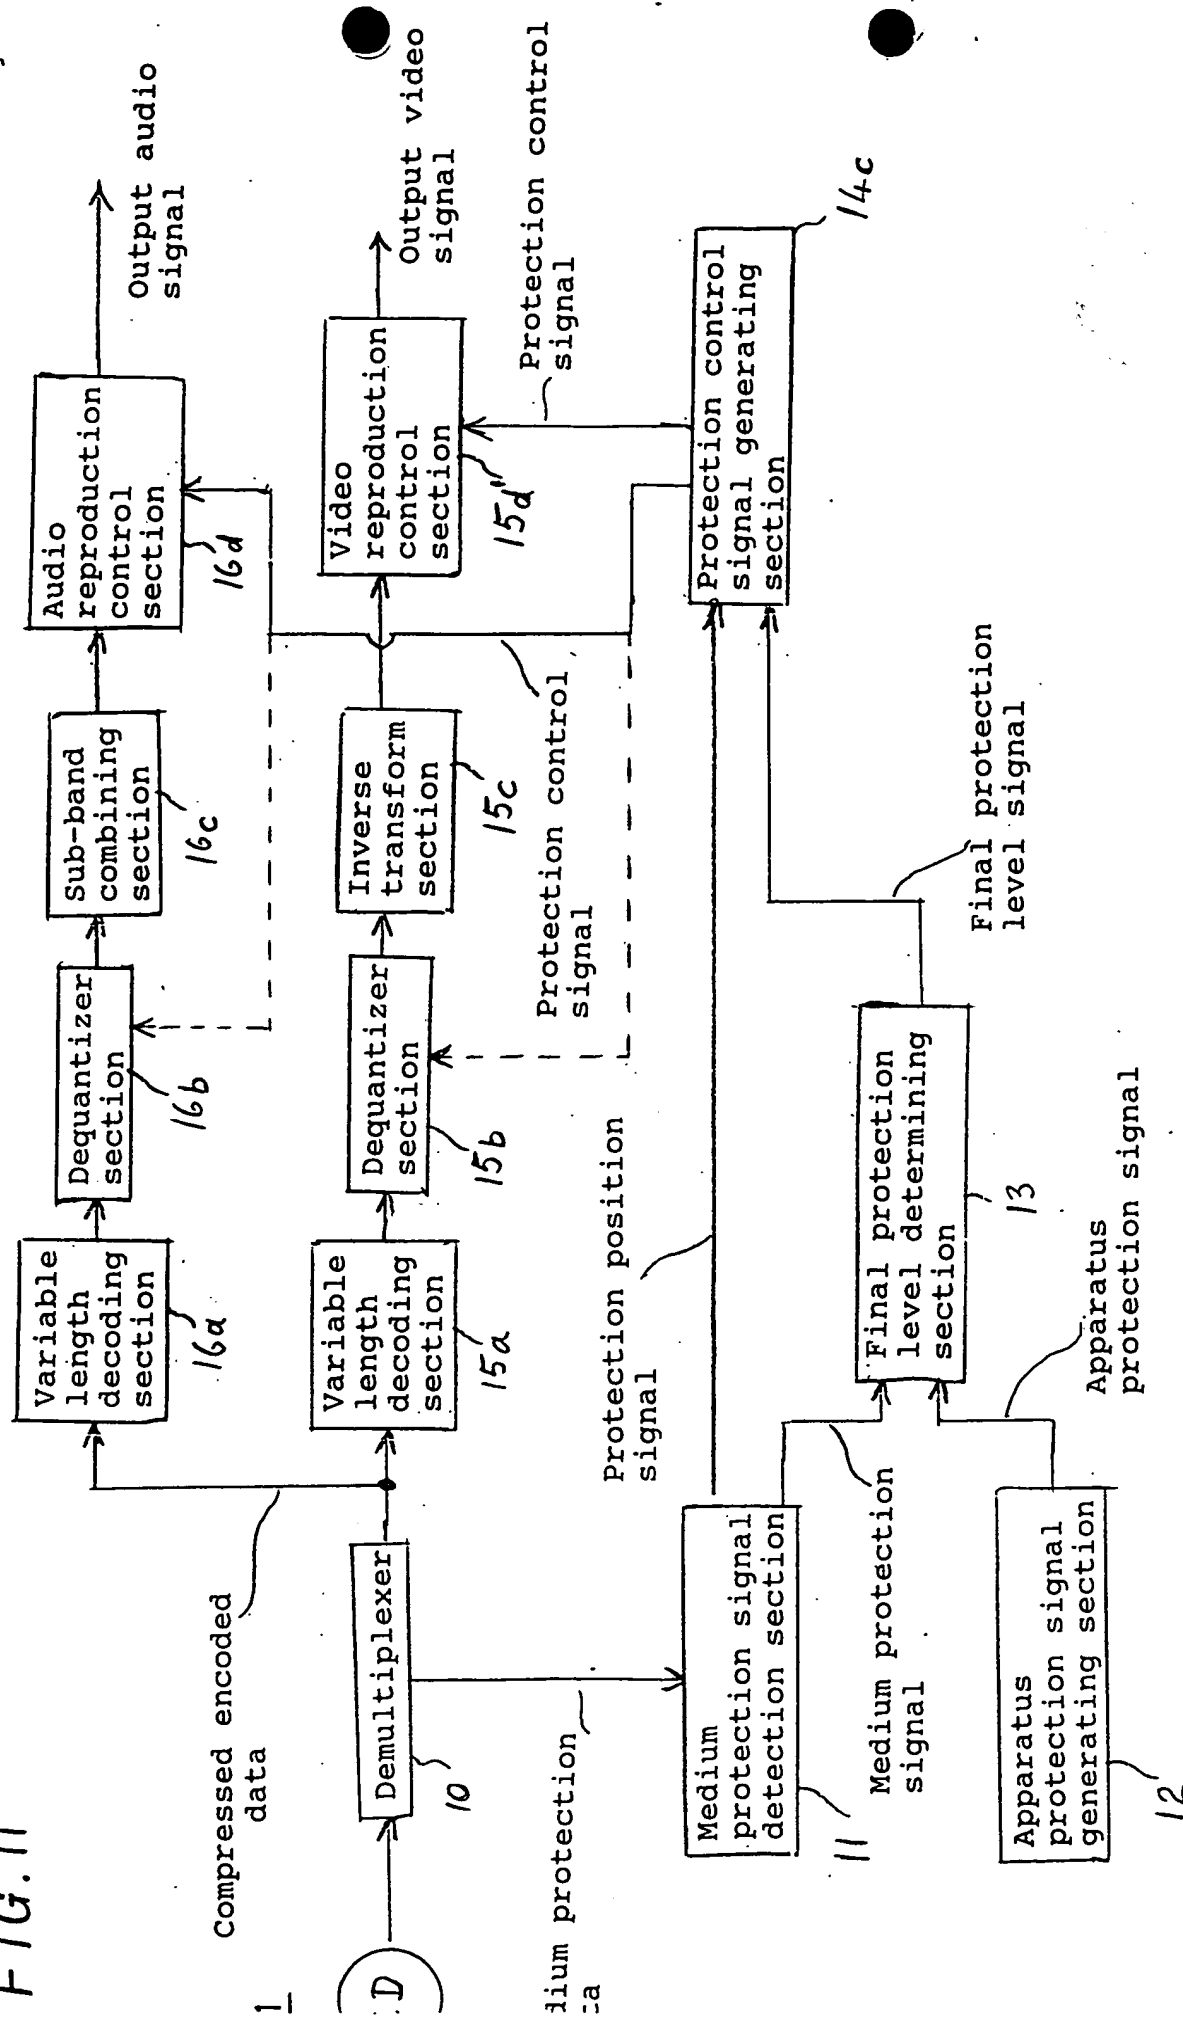 FIG.11
1
D
Compressed encoded
data
Demultiplexer
10
protection
Variable
length
decoding
section
16a
Dequantizer
section
16b
Sub-band
combining
section
16c
Audio
reproduction
control
section
16d
Output audio
signal
Variable
length
decoding
section
15a
Dequantizer
section
15b
Inverse
transform
section
15c
Video
reproduction
control
section
15d"
Output video
signal
Protection control
signal
Protection control
signal
Protection position
signal
Medium
protection signal
detection section
11
Medium protection
signal
Apparatus
protection signal
generating section
12
Apparatus
protection signal
Final protection
level determining
section
13
Final protection
level signal
Protection control
signal generating
section
14c